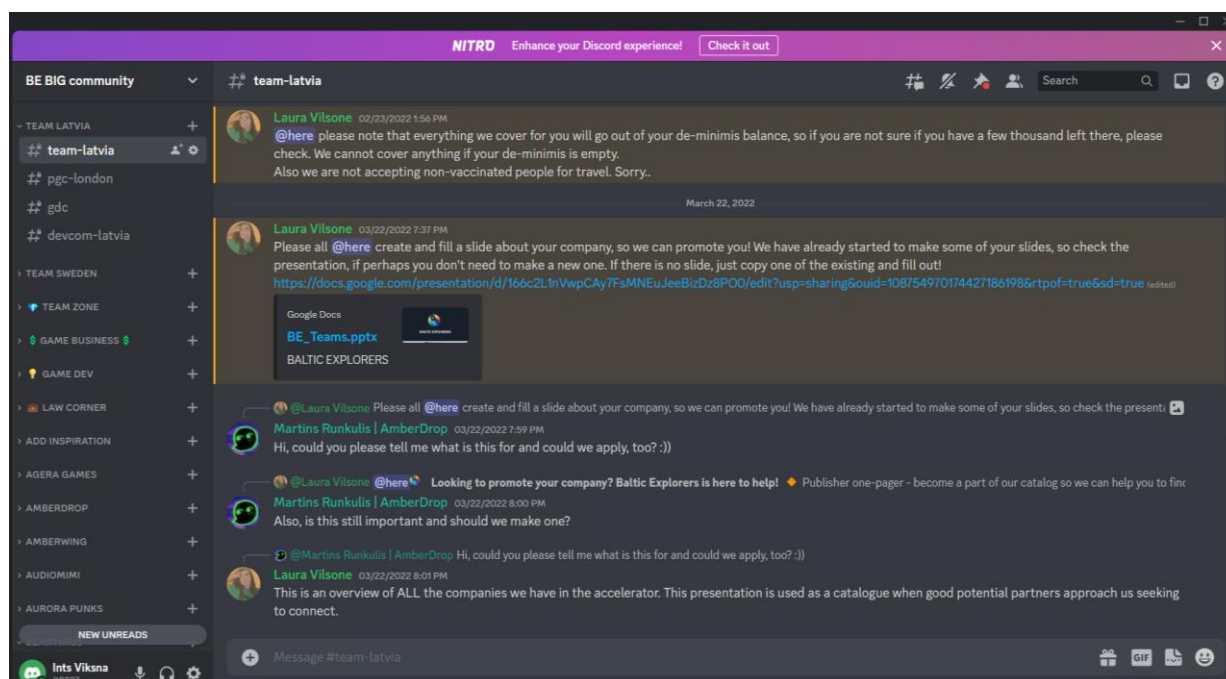 NITRO Enhance your Discord experience! Check it out
BE BIG community
team-latvia
Search
TEAM LATVIA
team-latvia
pgc-london
gdc
devcom-latvia
TEAM SWEDEN
TEAM ZONE
GAME BUSINESS
GAME DEV
LAW CORNER
ADD INSPIRATION
AGERA GAMES
AMBERDROP
AMBERWING
AUDIOMIMI
AURORA PUNKS
NEW UNREADS
Ints Viksna
Laura Vilsone 02/23/2022 1:56 PM
@here please note that everything we cover for you will go out of your de-minimis balance, so if you are not sure if you have a few thousand left there, please
check. We cannot cover anything if your de-minimis is empty.
Also we are not accepting non-vaccinated people for travel. Sorry..
March 22, 2022
Laura Vilsone 03/22/2022 7:37 PM
Please all @here create and fill a slide about your company, so we can promote you! We have already started to make some of your slides, so check the
presentation, if perhaps you don't need to make a new one. If there is no slide, just copy one of the existing and fill out!
https://docs.google.com/presentation/d/166c2L1nVwpCAy7FsMNEuJeeBizDz8PO0/edit?usp=sharing&ouid=108754970174427186198&rtpof=true&sd=true (edited)
Google Docs
BE_Teams.pptx
BALTIC EXPLORERS
BALTIC EXPLORERS
@Laura Vilsone Please all @here create and fill a slide about your company, so we can promote you! We have already started to make some of your slides, so check the presenta
Martins Runkulis | AmberDrop 03/22/2022 7:59 PM
Hi, could you please tell me what is this for and could we apply, too? :))
@Laura Vilsone @here Looking to promote your company? Baltic Explorers is here to help! Publisher one-pager - become a part of our catalog so we can help you to find
Martins Runkulis | AmberDrop 03/22/2022 8:00 PM
Also, is this still important and should we make one?
@Martins Runkulis | AmberDrop Hi, could you please tell me what is this for and could we apply, too? :))
Laura Vilsone 03/22/2022 8:01 PM
This is an overview of ALL the companies we have in the accelerator. This presentation is used as a catalogue when good potential partners approach us seeking
to connect.
Message #team-latvia
GIF